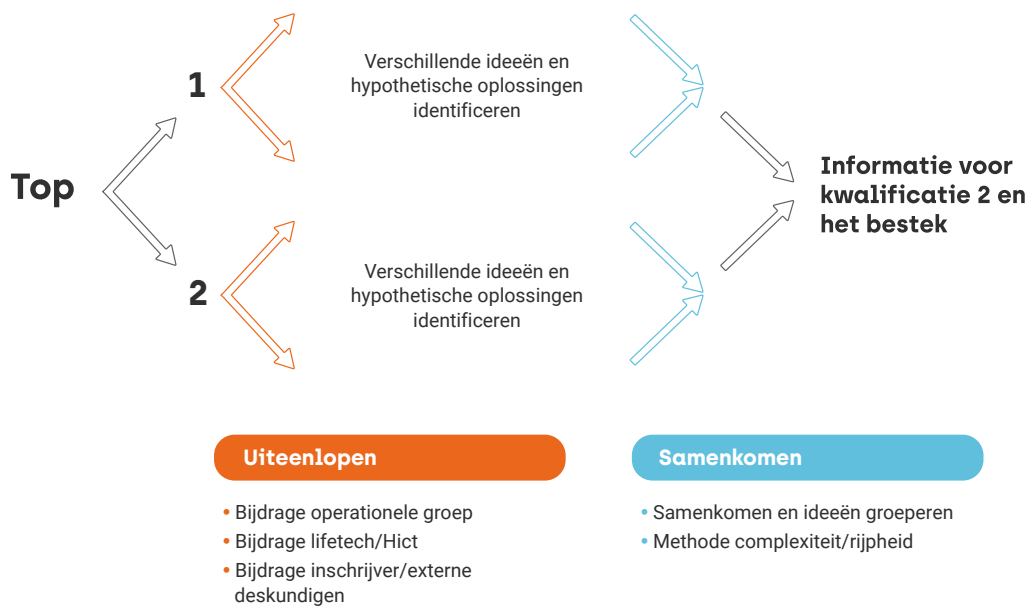 Top
1
Verschillende ideeën en
hypothetische oplossingen
identificeren
2
Verschillende ideeën en
hypothetische oplossingen
identificeren
Informatie voor
kwalificatie 2 en
het bestek
Uiteenlopen
• Bijdrage operationele groep
• Bijdrage lifetech/Hict
• Bijdrage inschrijver/externe
deskundigen
Samenkomen
• Samenkomen en ideeën groeperen
• Methode complexiteit/rijpheid